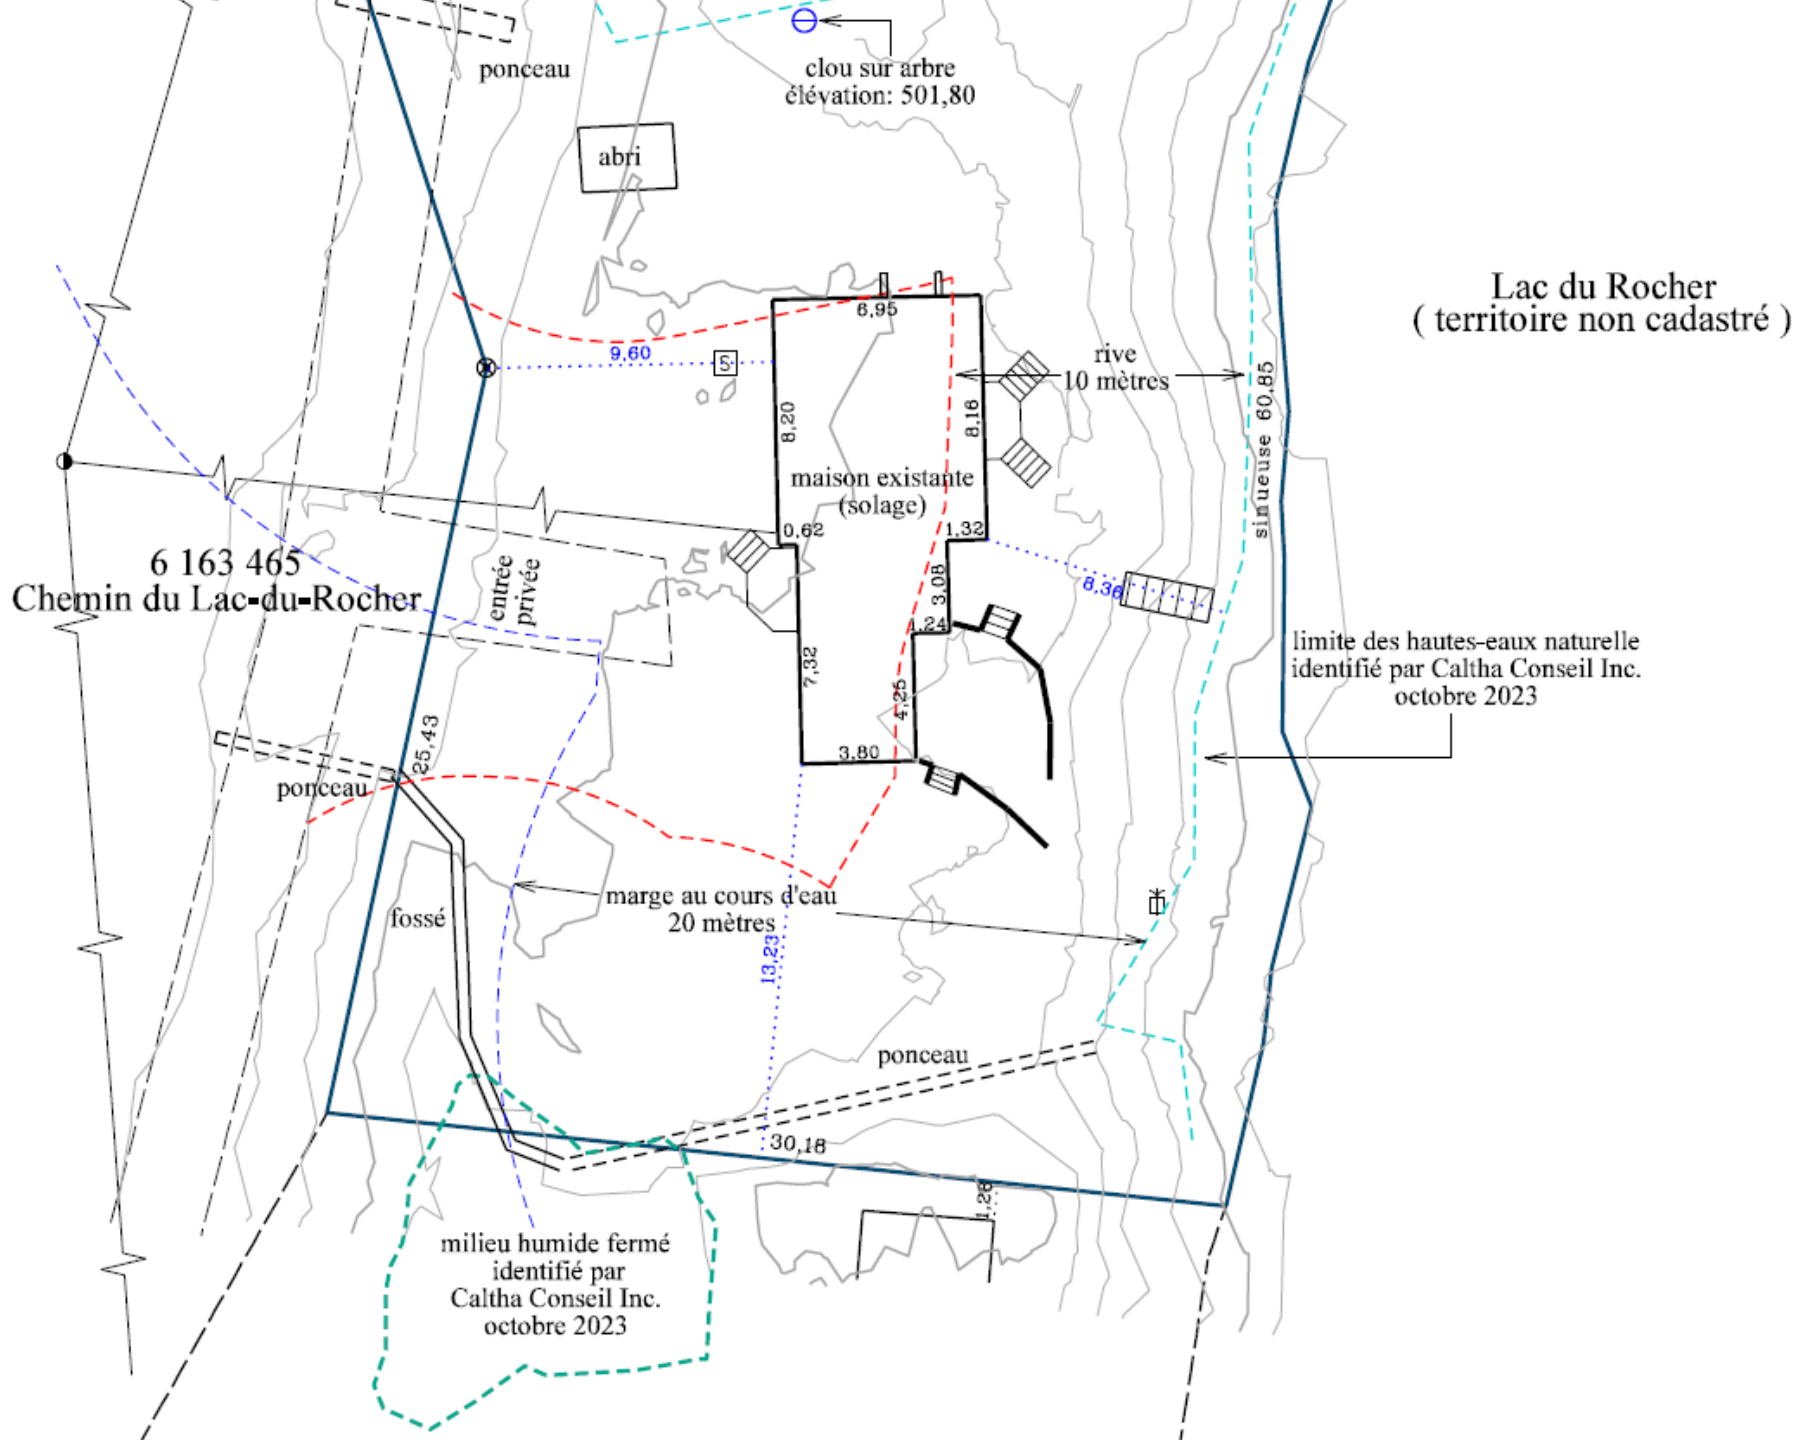 ponceau
clou sur arbre
élévation: 501,80
abri
Lac du Rocher
( territoire non cadastré )
6,95
9,60
S
rive
10 mètres
8,20
8,16
sinueuse 60,85
maison existante
(solage)
0,62
1,32
6 163 465
Chemin du Lac-du-Rocher
entrée
privée
3,08
8,36
1,24
limite des hautes-eaux naturelle
identifié par Caltha Conseil Inc.
octobre 2023
7,32
4,25
25,43
3,80
ponceau
marge au cours d'eau
20 mètres
fossé
13,23
ponceau
30,18
1,28
milieu humide fermé
identifié par
Caltha Conseil Inc.
octobre 2023